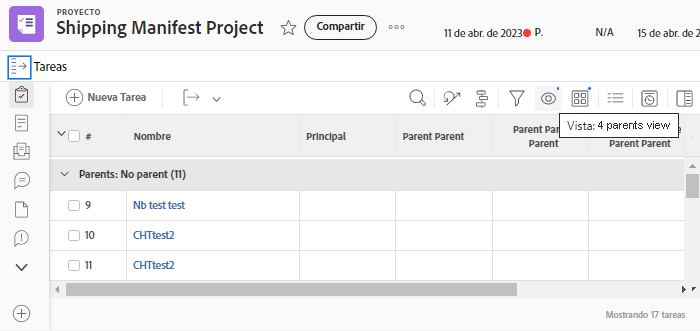 PROYECTO
Shipping Manifest Project
Compartir
11 de abr. de 2023
P.
N/A
15 de abr. de 2
Tareas
Nueva Tarea
Vista: 4 parents view
#
Nombre
Principal
Parent Parent
Parent Par
Parent
Parent Parent
Parents: No parent (11)
9
Nb test test
10
CHTtest2
11
CHTtest2
Mostrando 17 tareas